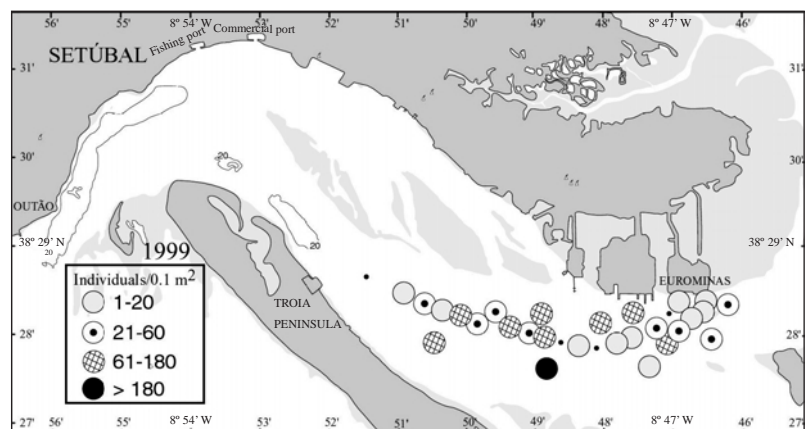 56' 55' 8° 54' W 53' 52' 51' 50' 49' 48' 8° 47' W 46'
Fishing port Commercial port
SETÚBAL
31' 31'
30' 30'
20
OUTÃO
38° 29' N 1999 20 38° 29' N
20
Individuals/0.1 m²
1-20
21-60
61-180
> 180
TROIA
PENINSULA
EUROMINAS
28' 28'
27' 27'
56' 55' 8° 54' W 53' 52' 51' 50' 49' 48' 8° 47' W 46'